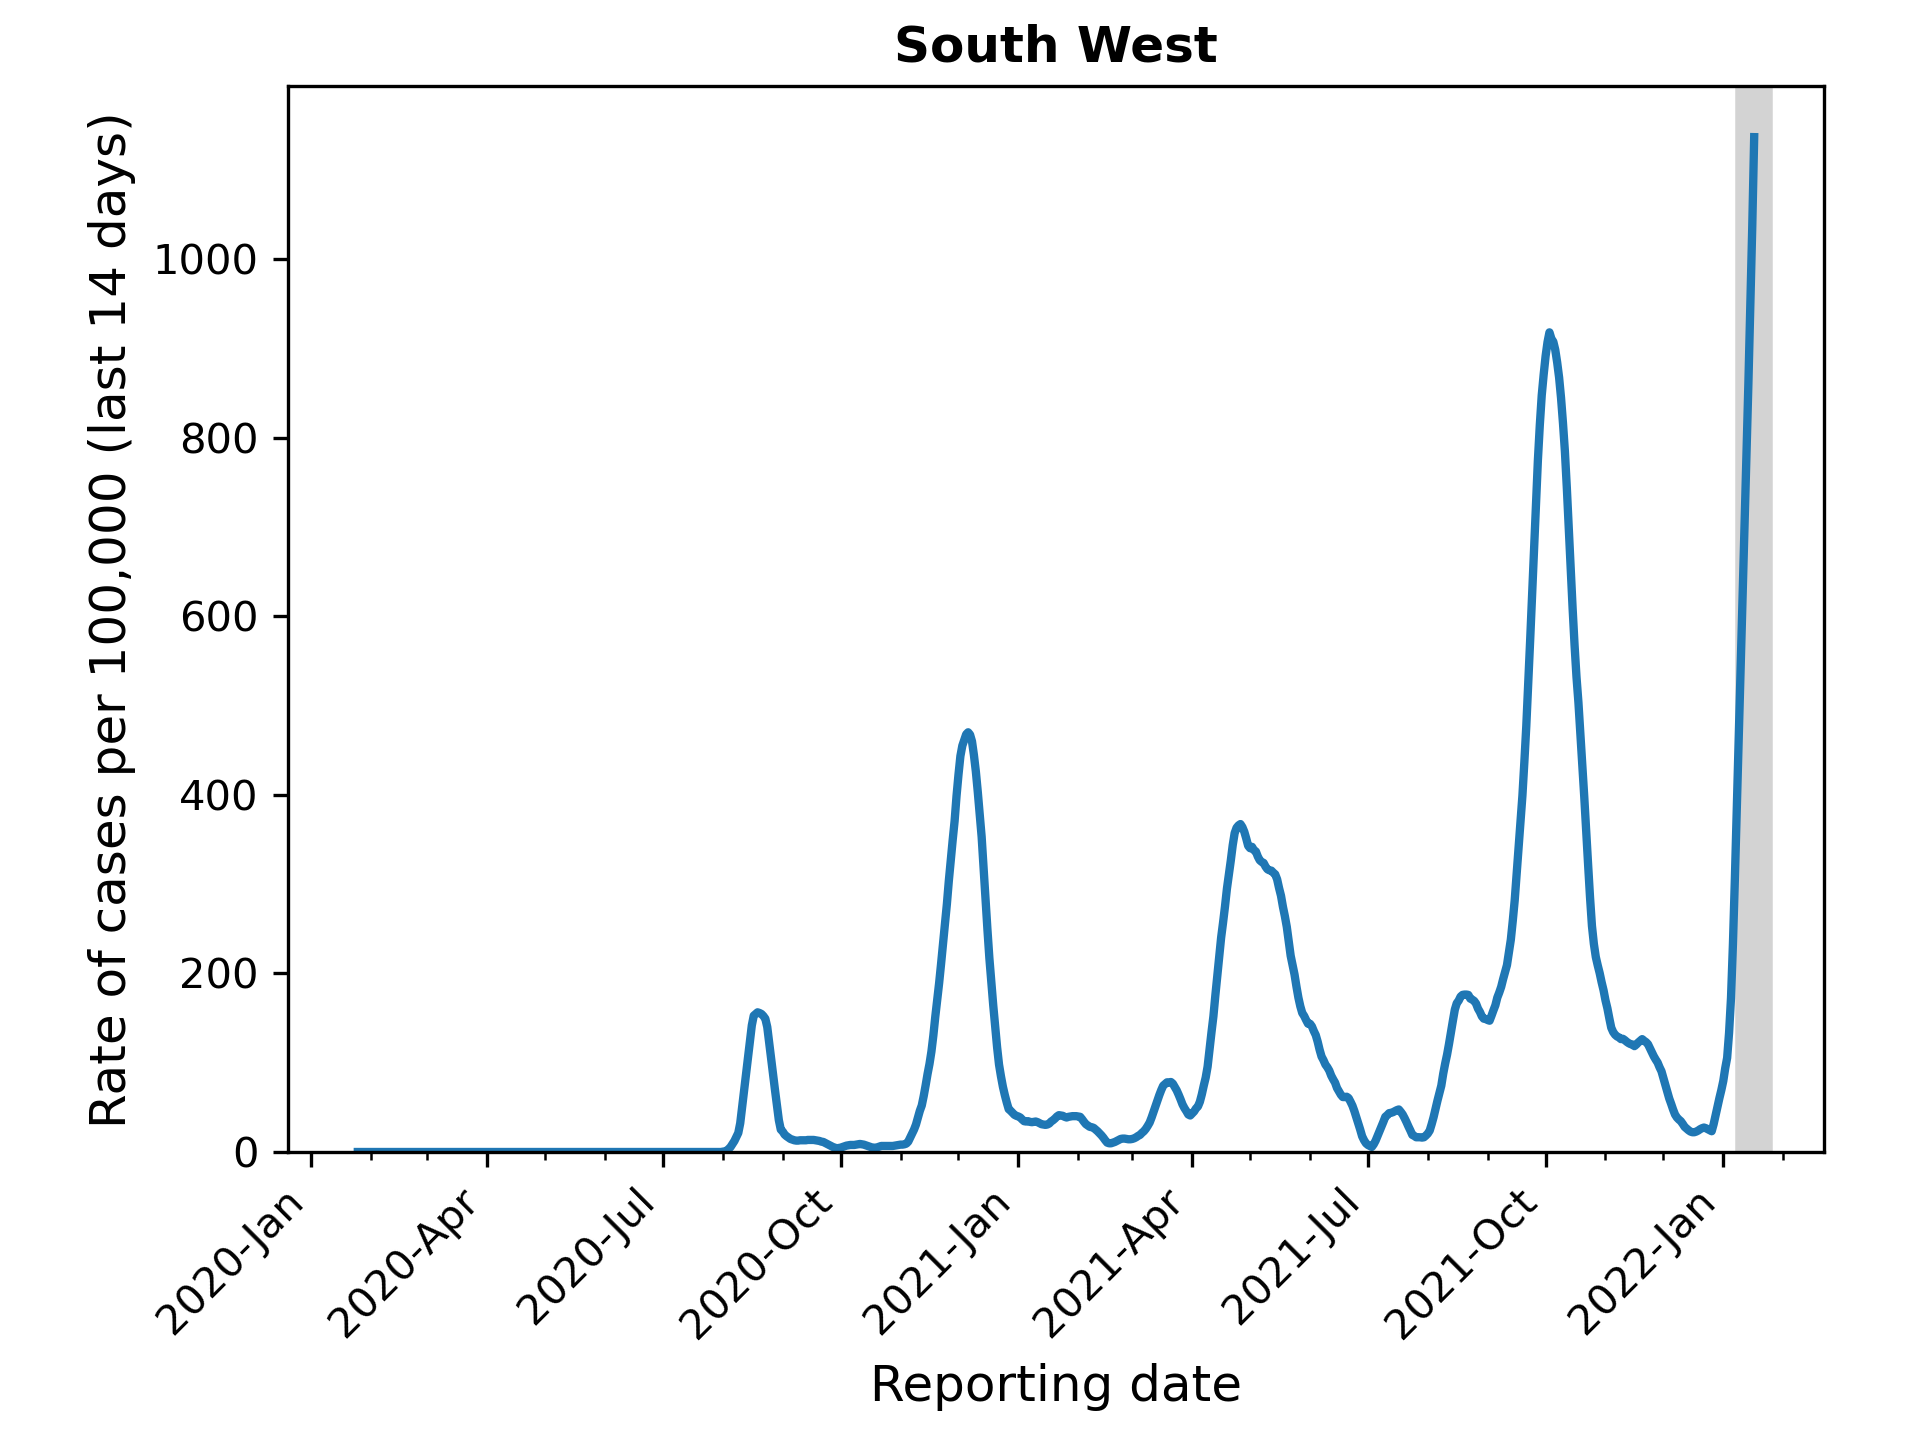 South West
Rate of cases per 100,000 (last 14 days)
1000
800
600
400
200
0
2020-Jan
2020-Apr
2020-Jul
2020-Oct
2021-Jan
2021-Apr
2021-Jul
2021-Oct
2022-Jan
Reporting date